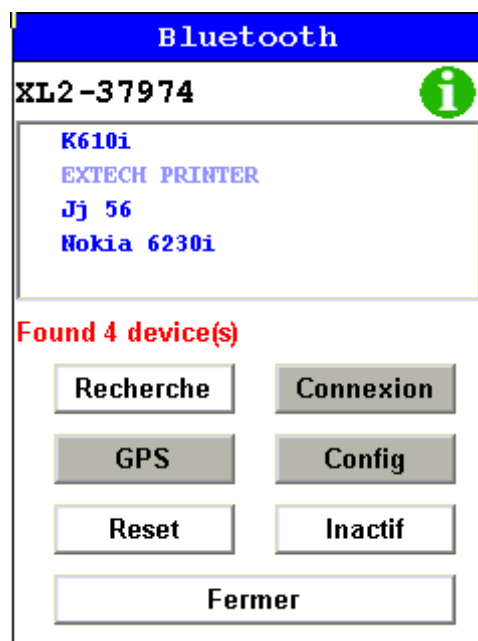 Bluetooth
XL2-37974
K610i
EXTECH PRINTER
Jj 56
Nokia 6230i
Found 4 device(s)
Recherche Connexion
GPS Config
Reset Inactif
Fermer